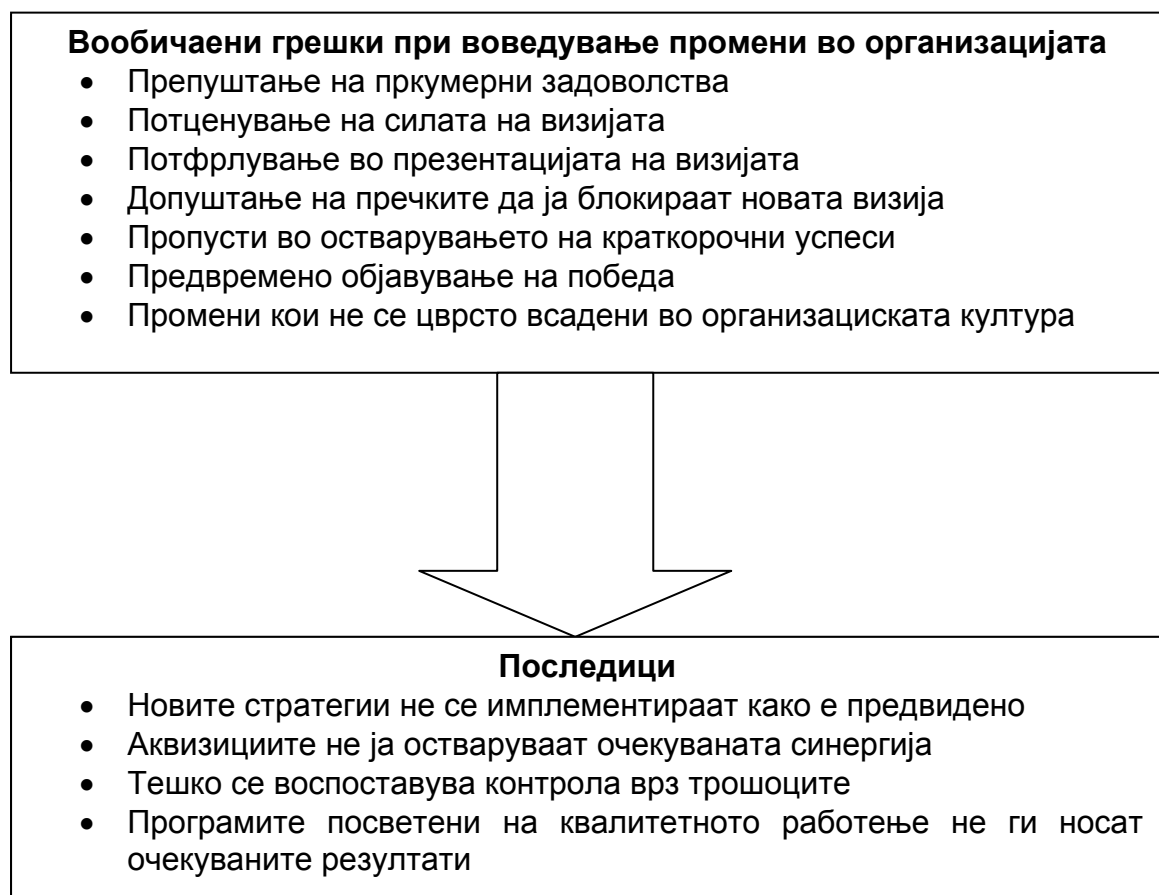 Вообичаени грешки при воведување промени во организацијата
• Препуштање на пркумерни задоволства
• Потценување на силата на визијата
• Потфрлување во презентацијата на визијата
• Допуштање на пречките да ја блокираат новата визија
• Пропусти во остварувањето на краткорочни успеси
• Предвремено објавување на победа
• Промени кои не се цврсто всадени во организациската култура
Последици
• Новите стратегии не се имплементираат како е предвидено
• Аквизициите не ја остваруваат очекуваната синергија
• Тешко се воспоставува контрола врз трошоците
• Програмите посветени на квалитетното работење не ги носат
очекуваните резултати